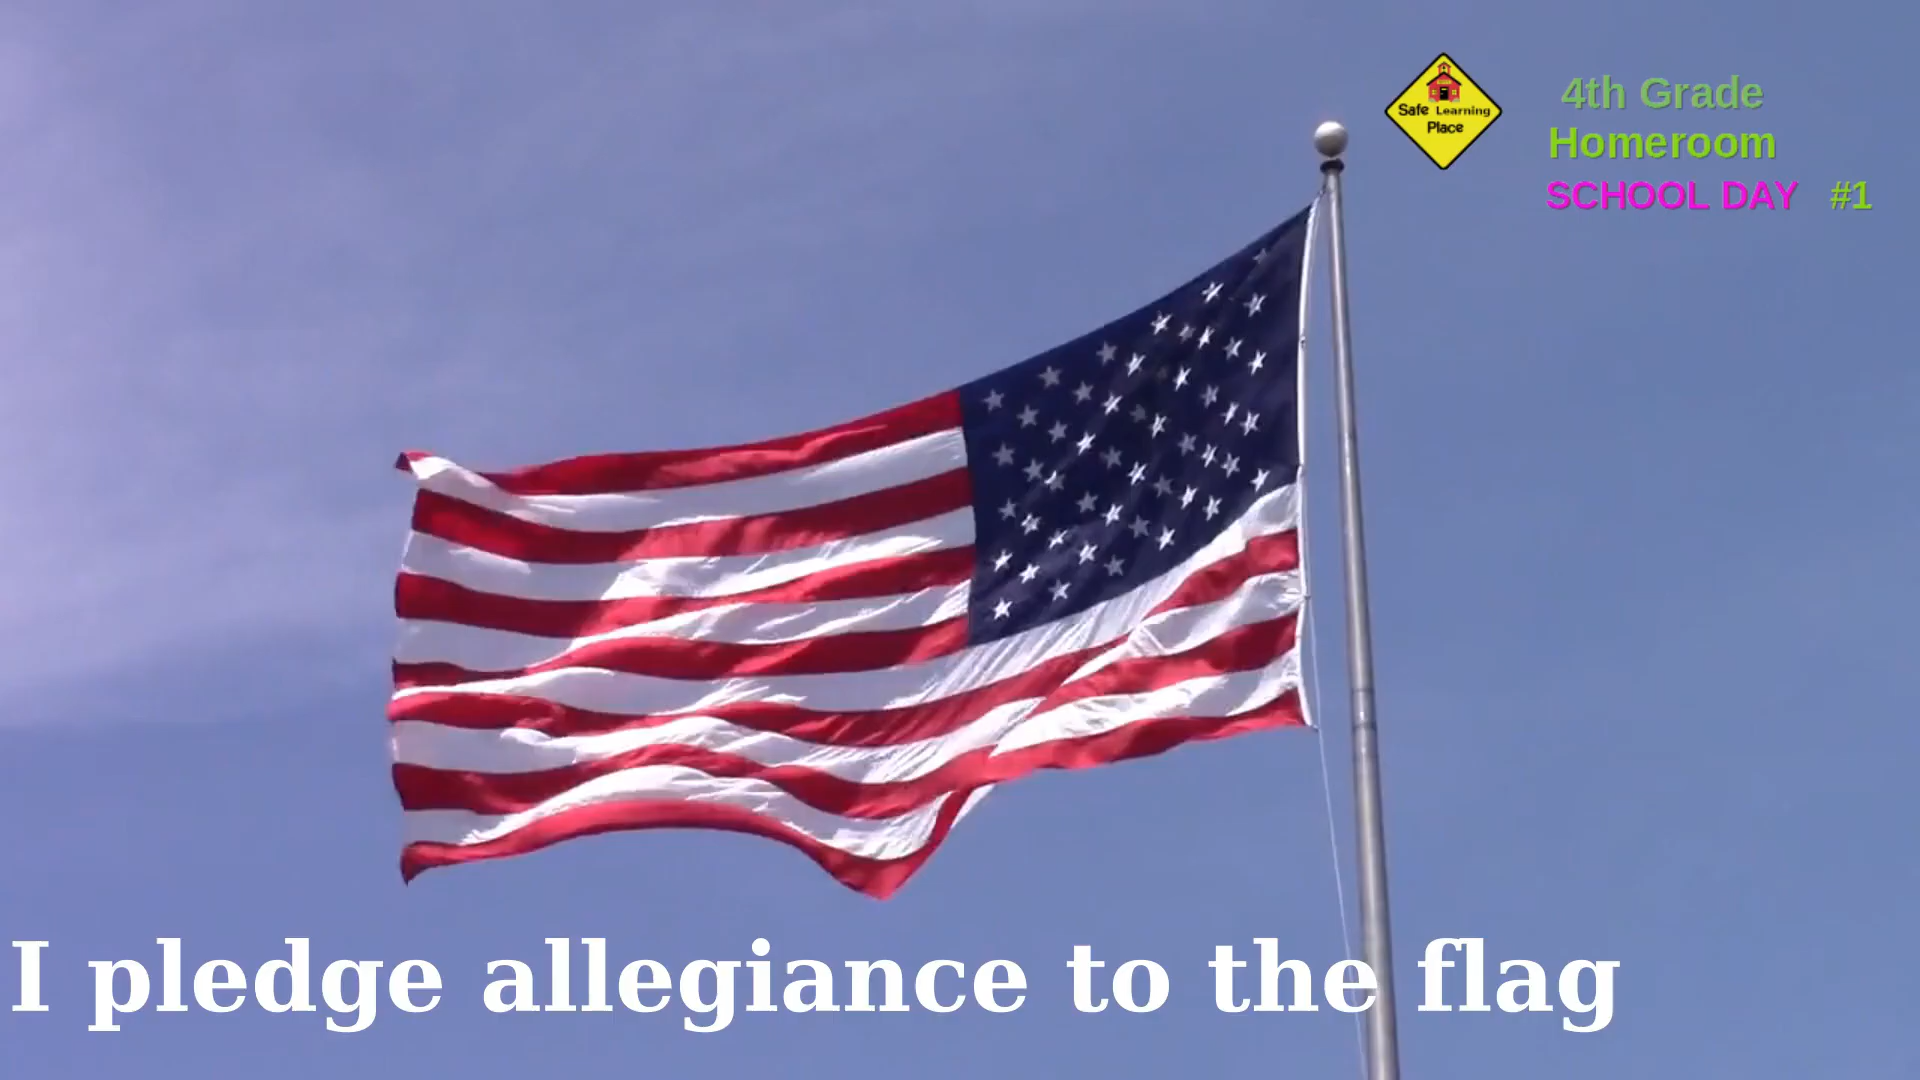 Safe Learning
Place
4th Grade
Homeroom
SCHOOL DAY #1
I pledge allegiance to the flag